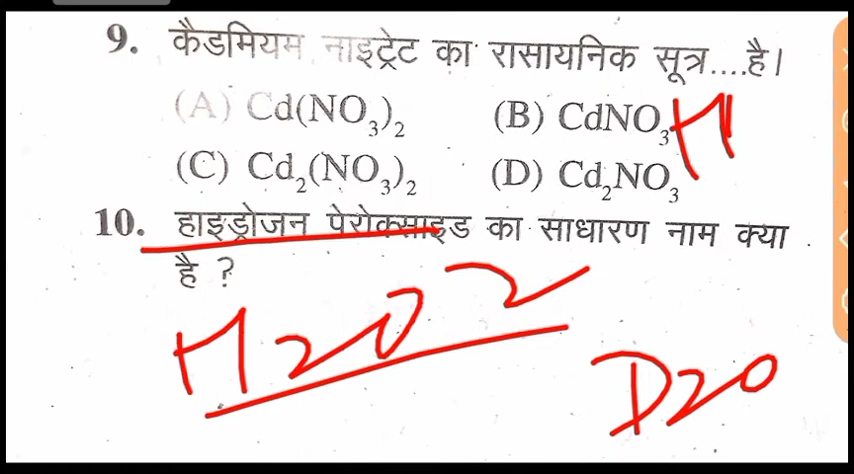 9. कैडमियम नाइट्रेट का रासायनिक सूत्र....है।
(A) Cd(NO₃)₂ (B) CdNO₃
H
(C) Cd₂(NO₃)₂ (D) Cd₂NO₃
10. हाइड्रोजन पेरोक्साइड का साधारण नाम क्या
है ?
H2O2
D2O